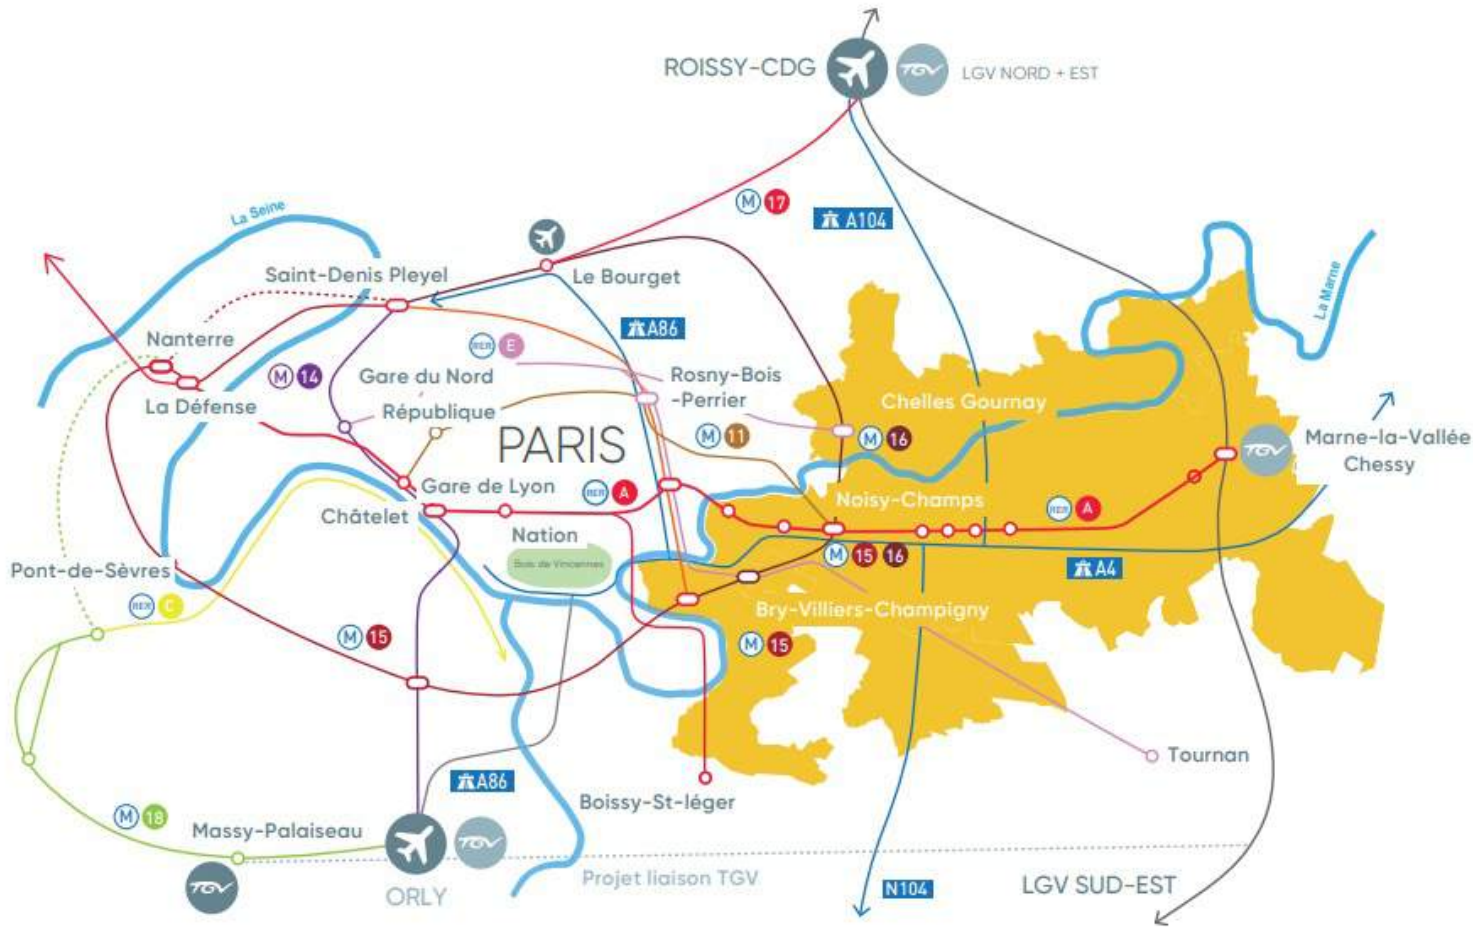 ROISSY-CDG
TGV
LGV NORD + EST
M 17
A104
La Seine
Saint-Denis Pleyel
Le Bourget
La Marne
A86
Nanterre
RER E
M 14
Gare du Nord
Rosny-Bois
-Perrier
La Défense
République
Chelles Gournay
PARIS
M 11
M 16
TGV
Marne-la-Vallée
Chessy
Gare de Lyon
RER A
Noisy-Champs
RER A
Châtelet
Nation
M 15 16
Bois de Vincennes
A4
Pont-de-Sèvres
RER C
Bry-Villiers-Champigny
M 15
M 15
Tournan
A86
Boissy-St-léger
M 18
Massy-Palaiseau
TGV
TGV
ORLY
Projet liaison TGV
N104
LGV SUD-EST